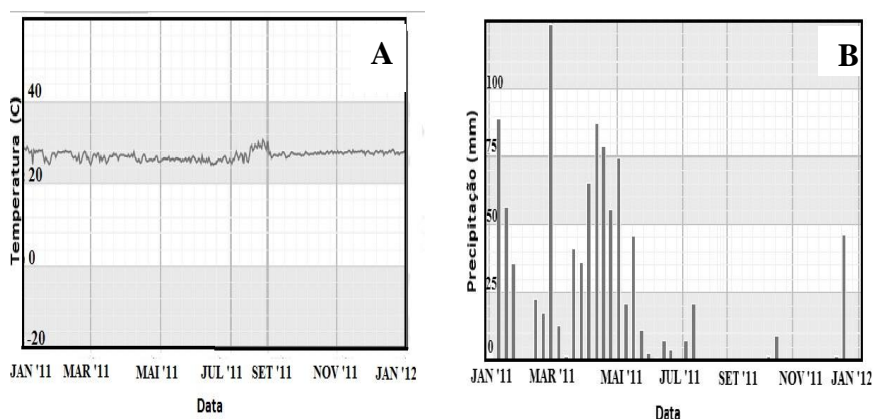 A
Temperatura (C)
40
20
0
-20
JAN '11 MAR '11 MAI '11 JUL '11 SET '11 NOV '11 JAN '12
Data
B
Precipitação (mm)
100
75
50
25
0
JAN '11 MAR '11 MAI '11 JUL '11 SET '11 NOV '11 JAN '12
Data